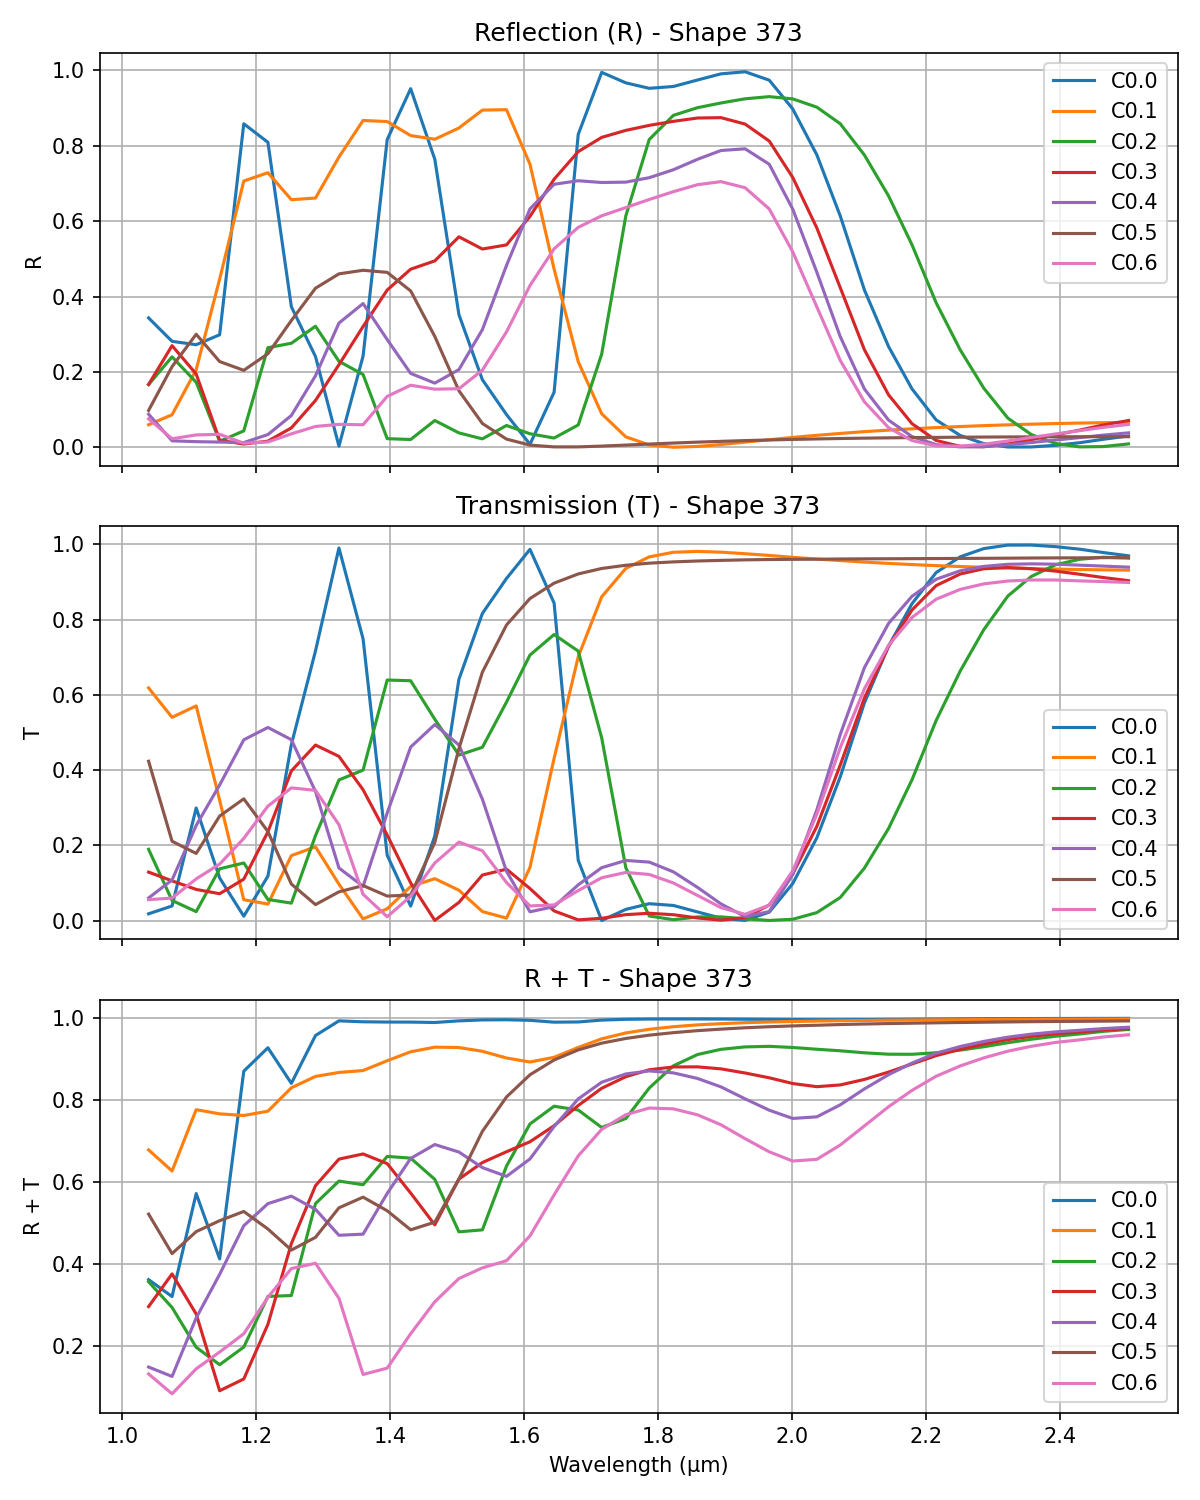 Reflection (R) - Shape 373
1.0
0.8
0.6
0.4
0.2
0.0
R
C0.0
C0.1
C0.2
C0.3
C0.4
C0.5
C0.6
Transmission (T) - Shape 373
1.0
0.8
0.6
0.4
0.2
0.0
T
C0.0
C0.1
C0.2
C0.3
C0.4
C0.5
C0.6
R + T - Shape 373
1.0
0.8
0.6
0.4
0.2
R + T
C0.0
C0.1
C0.2
C0.3
C0.4
C0.5
C0.6
1.0 1.2 1.4 1.6 1.8 2.0 2.2 2.4
Wavelength (μm)